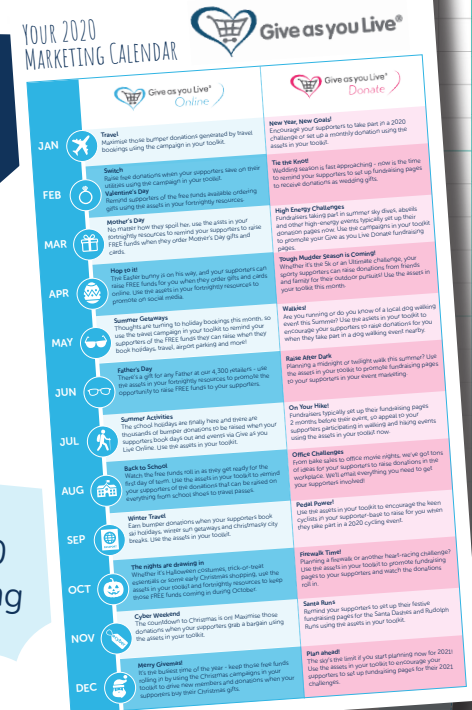 YOUR 2020
MARKETING CALENDAR
Give as you Live®
Give as you Live®
Online
Give as you Live®
Donate
JAN
Travel
Maximise those bumper donations generated by travel
bookings using the campaign in your toolkit.
New Year, New Goals!
Encourage your supporters to take part in a 2020
challenge or set up a monthly donation using the
assets in your toolkit.
FEB
Switch
Raise free donations when your supporters save on their
utilities using the campaign in your toolkit.
Valentine's Day
Remind supporters of the free funds available ordering
gifts using the assets in your fortnightly resources.
Tie the Knot!
Wedding season is fast approaching - now is the time
to remind your supporters to set up fundraising pages
to receive donations as wedding gifts.
MAR
Mother's Day
No matter how they spoil her, use the assets in your
fortnightly resources to remind your supporters to raise
FREE funds when they order Mother's Day gifts and
cards.
High Energy Challenges
Fundraisers taking part in summer sky dives, abseils
and other high-energy events typically set up their
donation pages now. Use the campaigns in your toolkit
to promote your Give as you Live Donate fundraising
pages.
APR
Hop to it!
The Easter bunny is on his way, and your supporters can
raise FREE funds for you when they order gifts and cards
online. Use the assets in your fortnightly resources to
promote on social media.
Tough Mudder Season is Coming!
Whether it's the 5k or an Ultimate challenge, your
sporty supporters can raise donations from friends
and family for their outdoor pursuits! Use the assets in
your toolkit this month.
MAY
Summer Getaways
Thoughts are turning to holiday bookings this month, so
use the travel campaign in your toolkit to remind your
supporters of the FREE funds they can raise when they
book holidays, travel, airport parking and more!
Walkies!
Are you running or do you know of a local dog walking
event this Summer? Use the assets in your toolkit to
encourage your supporters to raise donations for you
when they take part in a dog walking event nearby.
JUN
Father's Day
There's a gift for any Father at our 4,300 retailers - use
the assets in your fortnightly resources to promote the
opportunity to raise FREE funds to your supporters.
Raise After Dark
Planning a midnight or twilight walk this summer? Use
the assets in your toolkit to promote fundraising pages
to your supporters in your event marketing.
JUL
Summer Activities
The school holidays are finally here and there are
thousands of bumper donations to be raised when your
supporters book days out and events via Give as you
Live Online. Use the assets in your toolkit.
On Your Hike!
Fundraisers typically set up their fundraising pages
2 months before their event, so appeal to your
supporters participating in walking and hiking events
using the assets in your toolkit now.
AUG
Back to School
Watch the free funds roll in as they get ready for the
first day of term. Use the assets in your toolkit to remind
your supporters of the donations that can be raised on
everything from school shoes to travel passes.
Office Challenges
From bake sales to office movie nights, we've got tons
of ideas for your supporters to raise donations in the
workplace. We'll email everything you need to get
your supporters involved!
SEP
Winter Travel
Earn bumper donations when your supporters book
ski holidays, winter sun getaways and Christmassy city
breaks. Use the assets in your toolkit.
Pedal Power!
Use the assets in your toolkit to encourage the keen
cyclists in your supporter-base to raise for you when
they take part in a 2020 cycling event.
OCT
The nights are drawing in
Whether it's Halloween costumes, trick-or-treat
essentials or some early Christmas shopping, use the
assets in your toolkit and fortnightly resources to keep
those FREE funds coming in during October.
Firewalk Time!
Planning a firewalk or another heart-racing challenge?
Use the assets in your toolkit to promote fundraising
pages to your supporters, and watch the donations
roll in.
NOV
Cyber Weekend
The countdown to Christmas is on! Maximise those
donations when your supporters grab a bargain using
the assets in your toolkit.
Santa Runs
Remind your supporters to set up their festive
fundraising pages for the Santa Dashes and Rudolph
Runs using the assets in your toolkit.
DEC
Merry Givemas!
It's the busiest time of the year - keep those free funds
rolling in by using the Christmas campaigns in your
toolkit to drive new members and donations when your
supporters buy their Christmas gifts.
Plan ahead!
The sky's the limit if you start planning now for 2021!
Use the assets in your toolkit to encourage your
supporters to set up fundraising pages for their 2021
challenges.